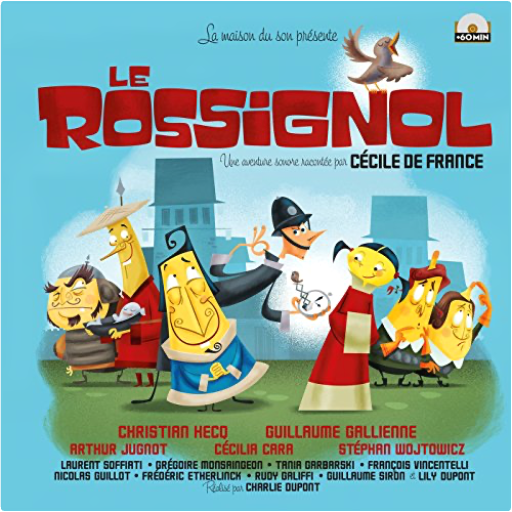 La maison du son présente
+60MIN
LE
ROSSiGNOL
Une aventure sonore racontée par CÉCILE DE FRANCE
CHRISTIAN HECQ GUILLAUME GALLIENNE
ARTHUR JUGNOT CÉCILIA CARA STÉPHAN WOJTOWICZ
LAURENT SOFFIATI • GRÉGOIRE MONSAINGEON • TANIA GARBARSKI • FRANÇOIS VINCENTELLI
NICOLAS GUILLOT • FRÉDÉRIC ETHERLINCK • RUDY GALIFFI • GUILLAUME SIRON & LILY DUPONT
Réalisé par CHARLIE DUPONT